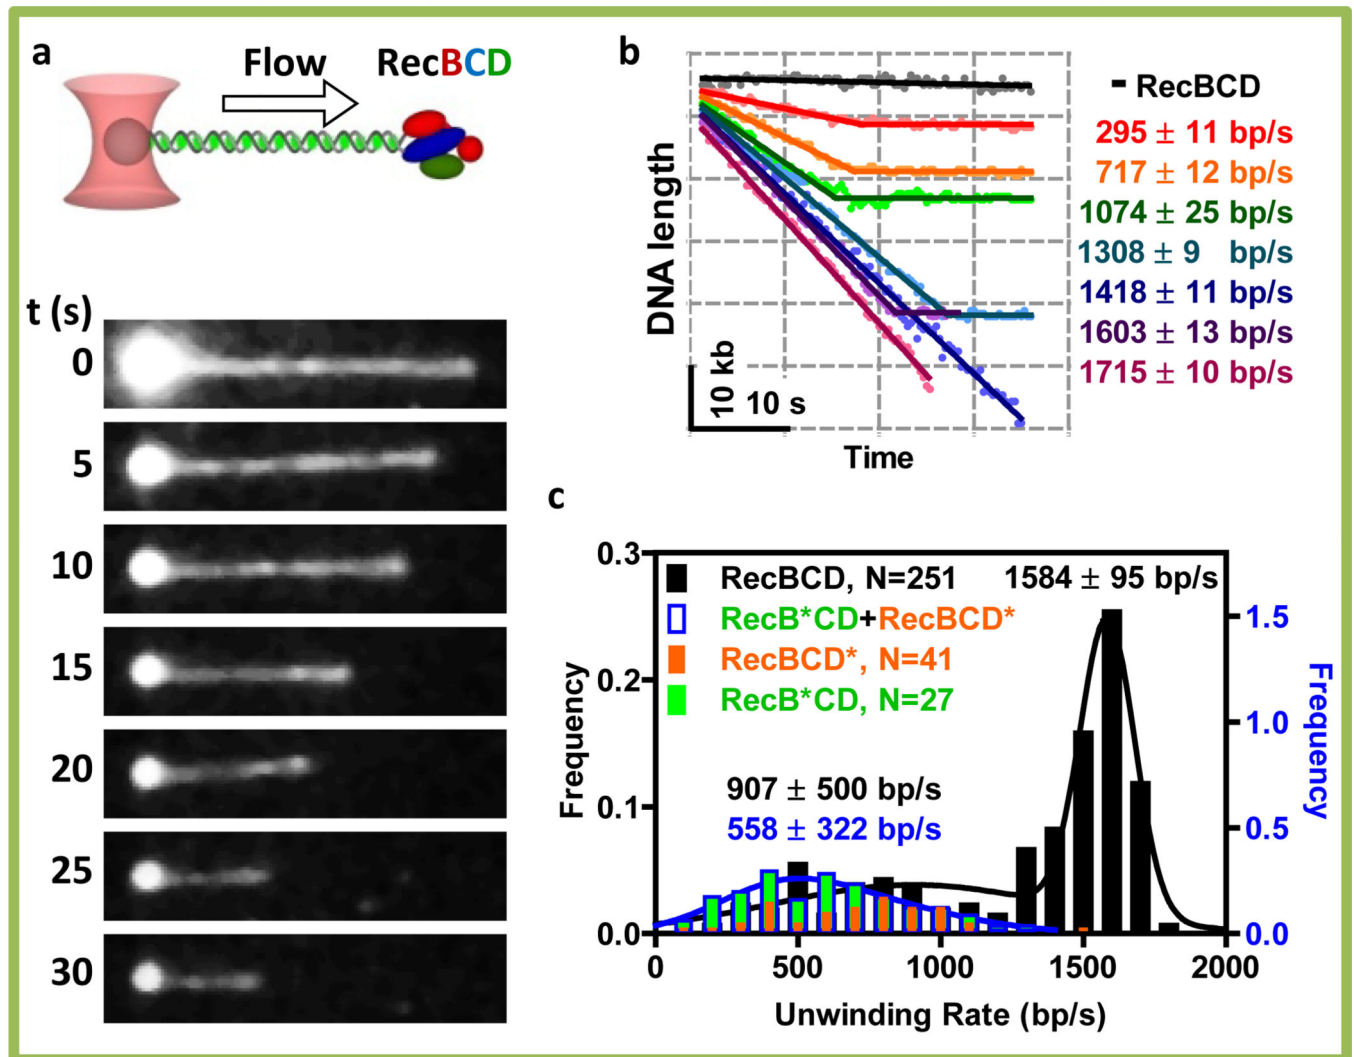 a
Flow RecBCD
t (s)
0
5
10
15
20
25
30
b
DNA length
10 kb
10 s
Time
- RecBCD
295 ± 11 bp/s
717 ± 12 bp/s
1074 ± 25 bp/s
1308 ± 9 bp/s
1418 ± 11 bp/s
1603 ± 13 bp/s
1715 ± 10 bp/s
c
Frequency
0.3
0.2
0.1
0.0
RecBCD, N=251 1584 ± 95 bp/s
RecB*CD+RecBCD*
RecBCD*, N=41
RecB*CD, N=27
907 ± 500 bp/s
558 ± 322 bp/s
1.5
1.0
0.5
0.0
Frequency
0 500 1000 1500 2000
Unwinding Rate (bp/s)